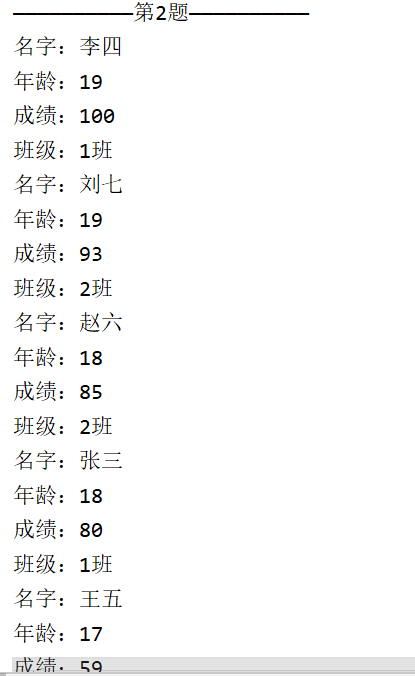 ——————————第2题——————————
名字：李四
年龄：19
成绩：100
班级：1班
名字：刘七
年龄：19
成绩：93
班级：2班
名字：赵六
年龄：18
成绩：85
班级：2班
名字：张三
年龄：18
成绩：80
班级：1班
名字：王五
年龄：17
成绩：59